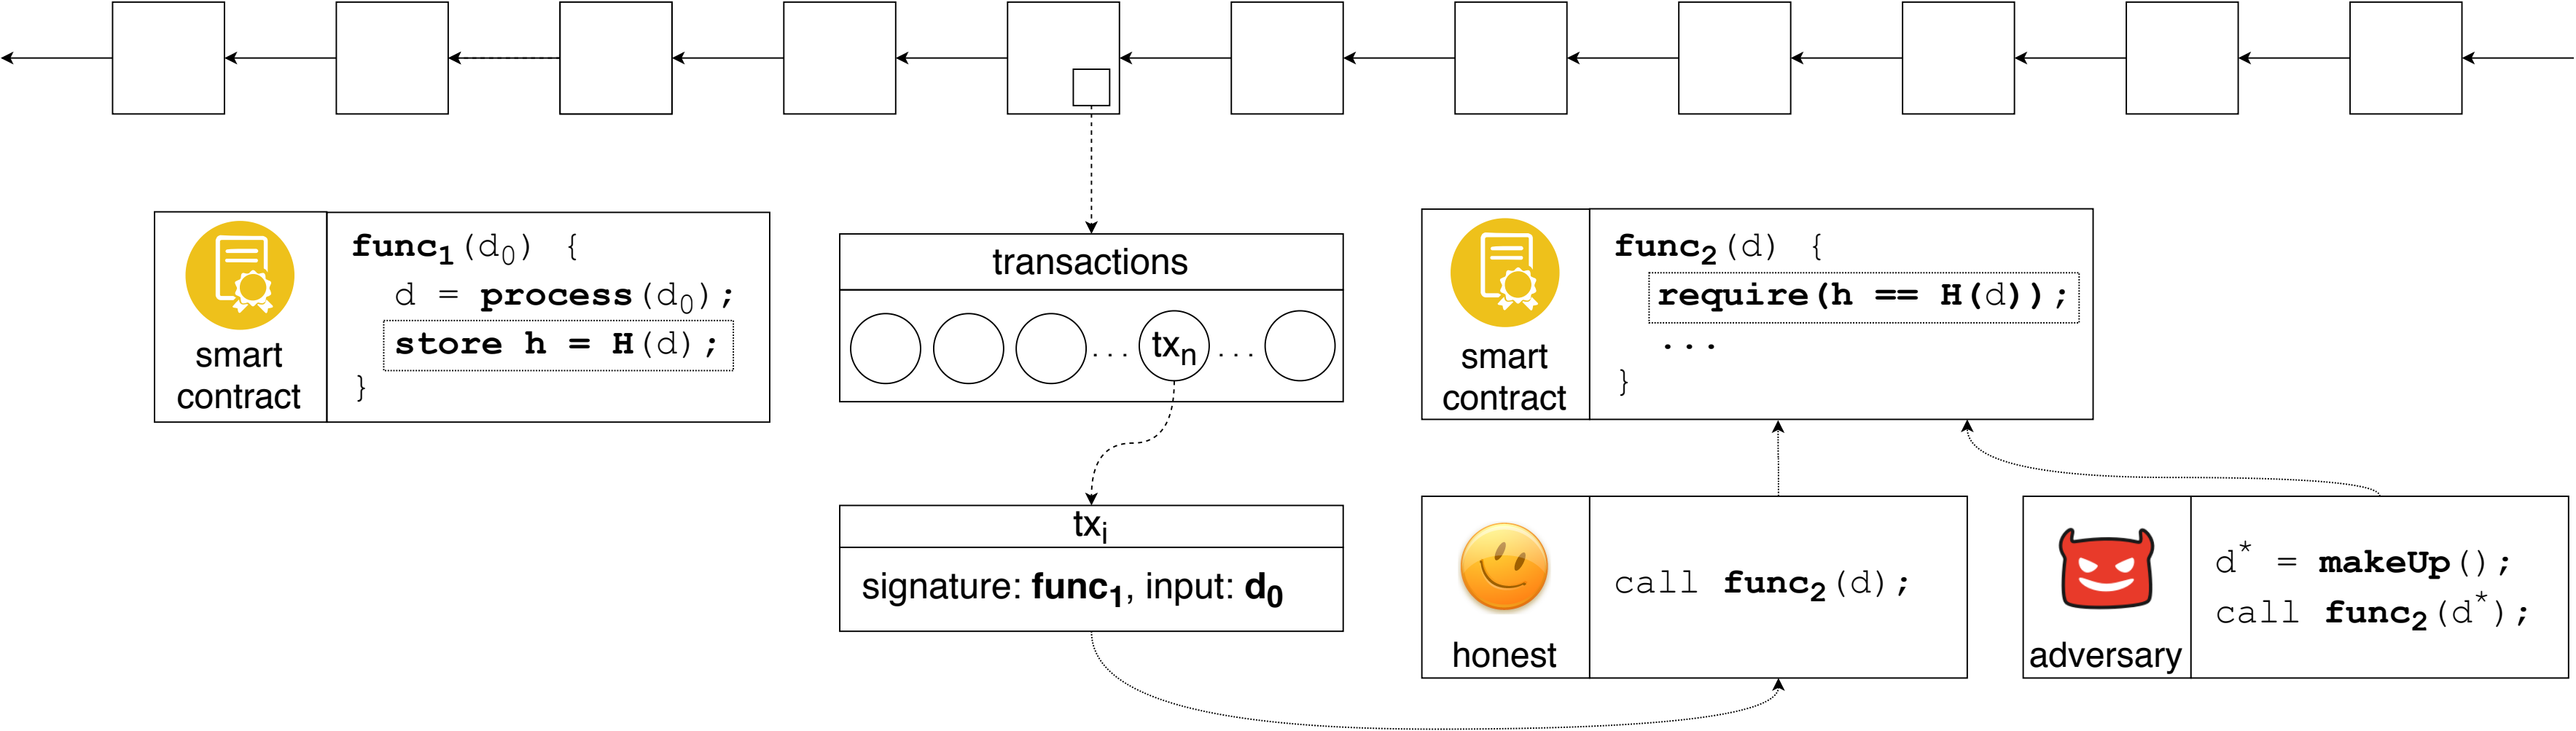 smart
contract
func₁(d₀) {
d = process(d₀);
store h = H(d);
}
transactions
... txₙ ...
txᵢ
signature: func₁, input: d₀
smart
contract
func₂(d) {
require(h == H(d));
...
}
honest
call func₂(d);
adversary
d* = makeUp();
call func₂(d*);